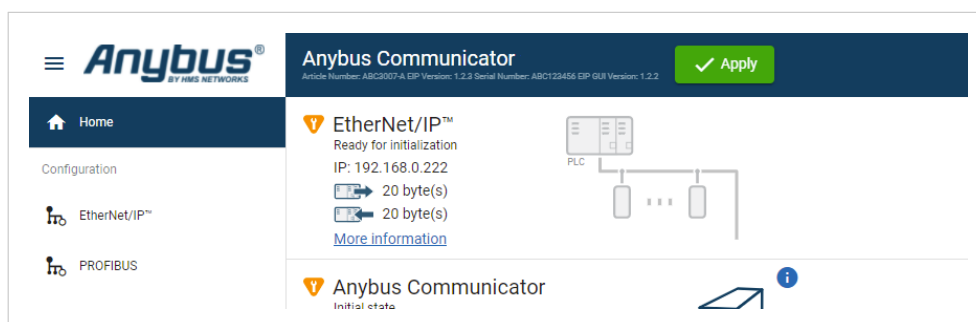 Anybus®
BY HMS NETWORKS
Anybus Communicator
Article Number: ABC3007-A EIP Version: 1.2.3 Serial Number: ABC123456 EIP GUI Version: 1.2.2
Apply
Home
Configuration
EtherNet/IP™
PROFIBUS
EtherNet/IP™
Ready for initialization
IP: 192.168.0.222
20 byte(s)
20 byte(s)
More information
PLC
Anybus Communicator
Initial state